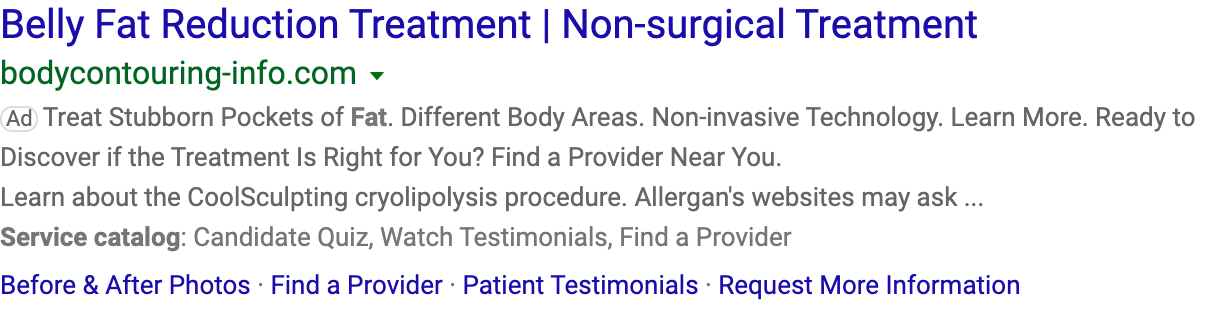 Belly Fat Reduction Treatment | Non-surgical Treatment
bodycontouring-info.com
Ad Treat Stubborn Pockets of Fat. Different Body Areas. Non-invasive Technology. Learn More. Ready to
Discover if the Treatment Is Right for You? Find a Provider Near You.
Learn about the CoolSculpting cryolipolysis procedure. Allergan's websites may ask ...
Service catalog: Candidate Quiz, Watch Testimonials, Find a Provider
Before & After Photos · Find a Provider · Patient Testimonials · Request More Information